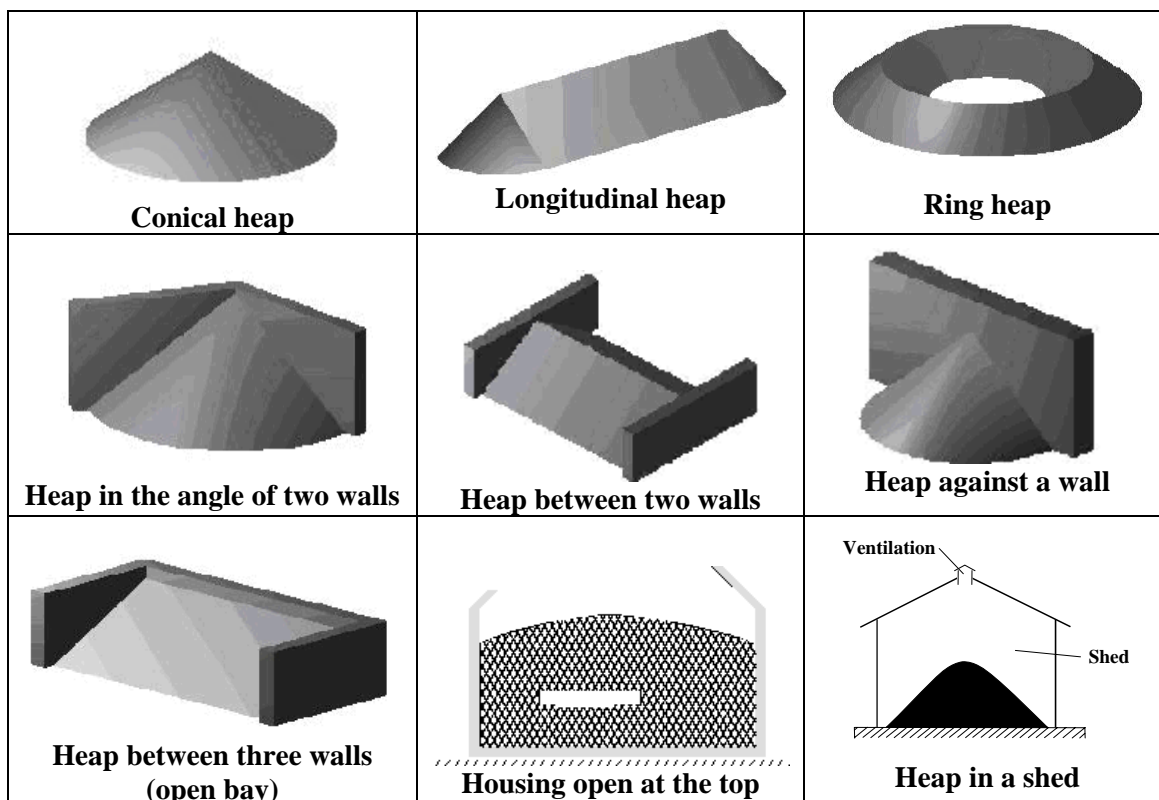 Conical heap
Longitudinal heap
Ring heap
Heap in the angle of two walls
Heap between two walls
Heap against a wall
Heap between three walls
(open bay)
Housing open at the top
Ventilation
Shed
Heap in a shed